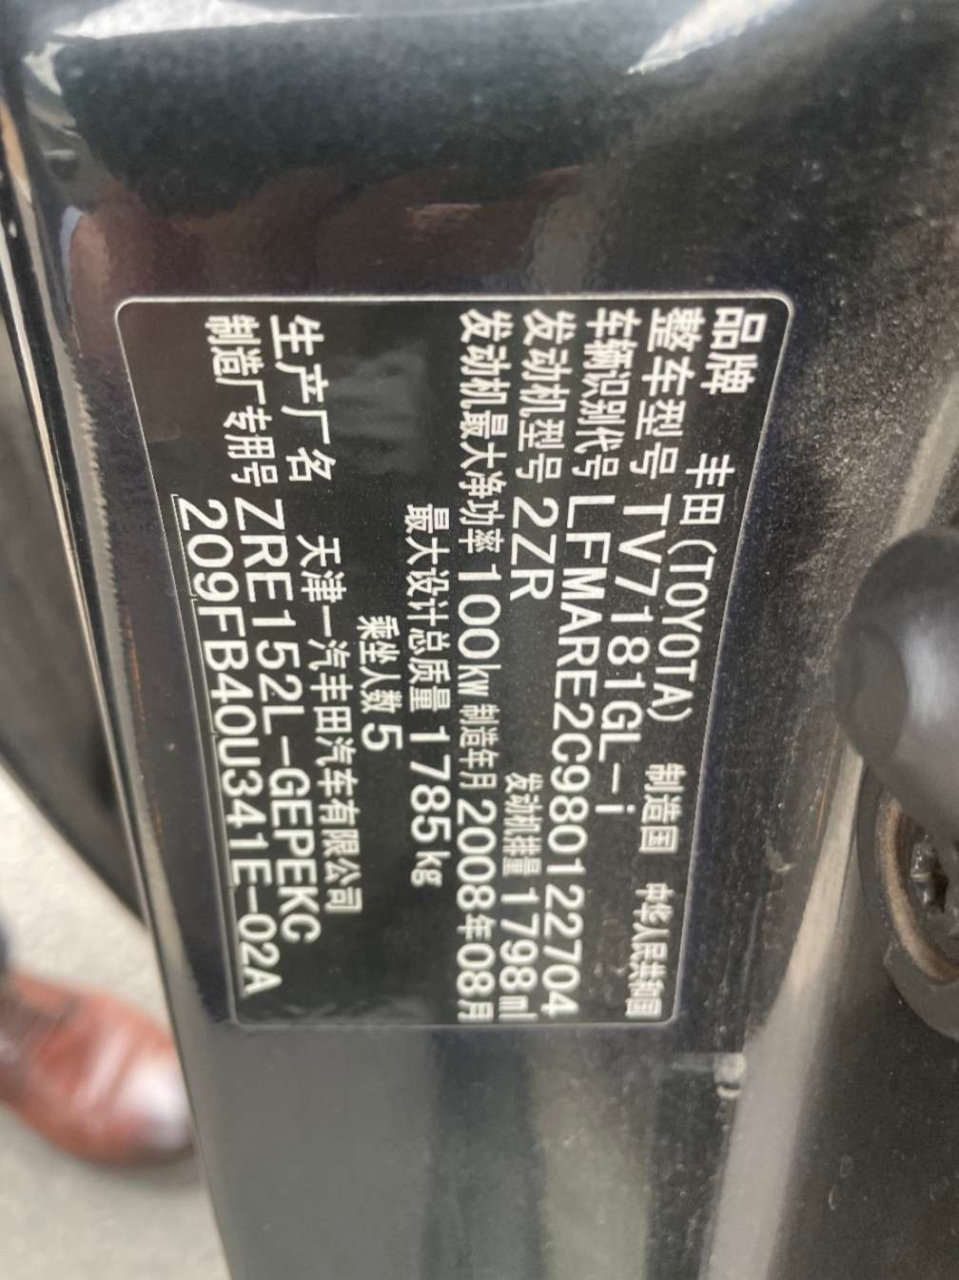 品牌 丰田(TOYOTA) 制造国 中华人民共和国
整车型号 TV7181GL-i
车辆识别代号 LFMARE2C980122704
发动机型号 2ZR 发动机排量 1798ml
发动机最大净功率 100kw 制造年月 2008年08月
最大设计总质量 1785kg
乘坐人数 5
生产厂名 天津一汽丰田汽车有限公司
制造厂专用号 ZRE152L-GEPEKC
209FB40U341E-02A